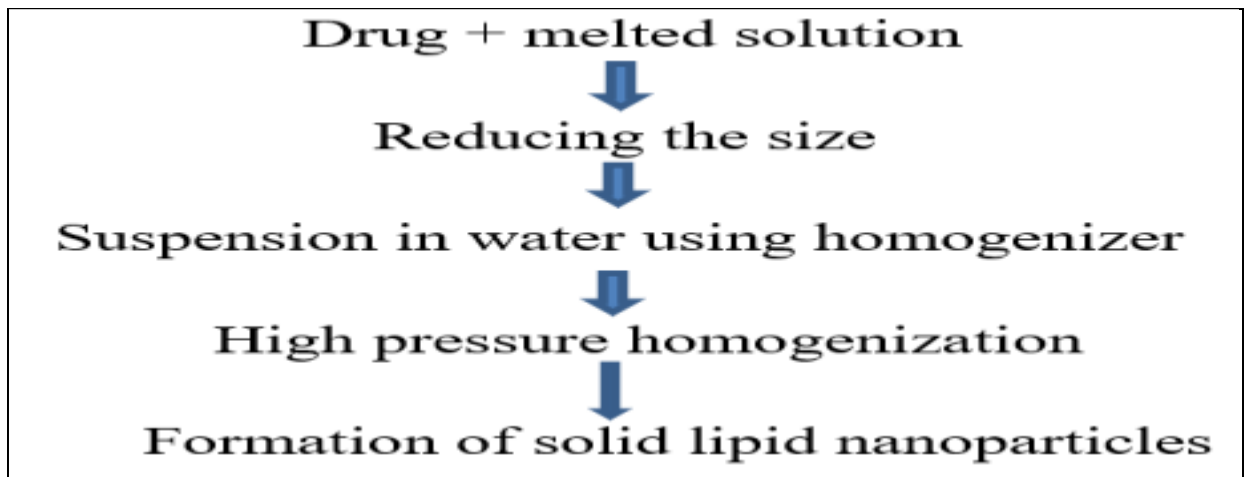 Drug + melted solution
Reducing the size
Suspension in water using homogenizer
High pressure homogenization
Formation of solid lipid nanoparticles